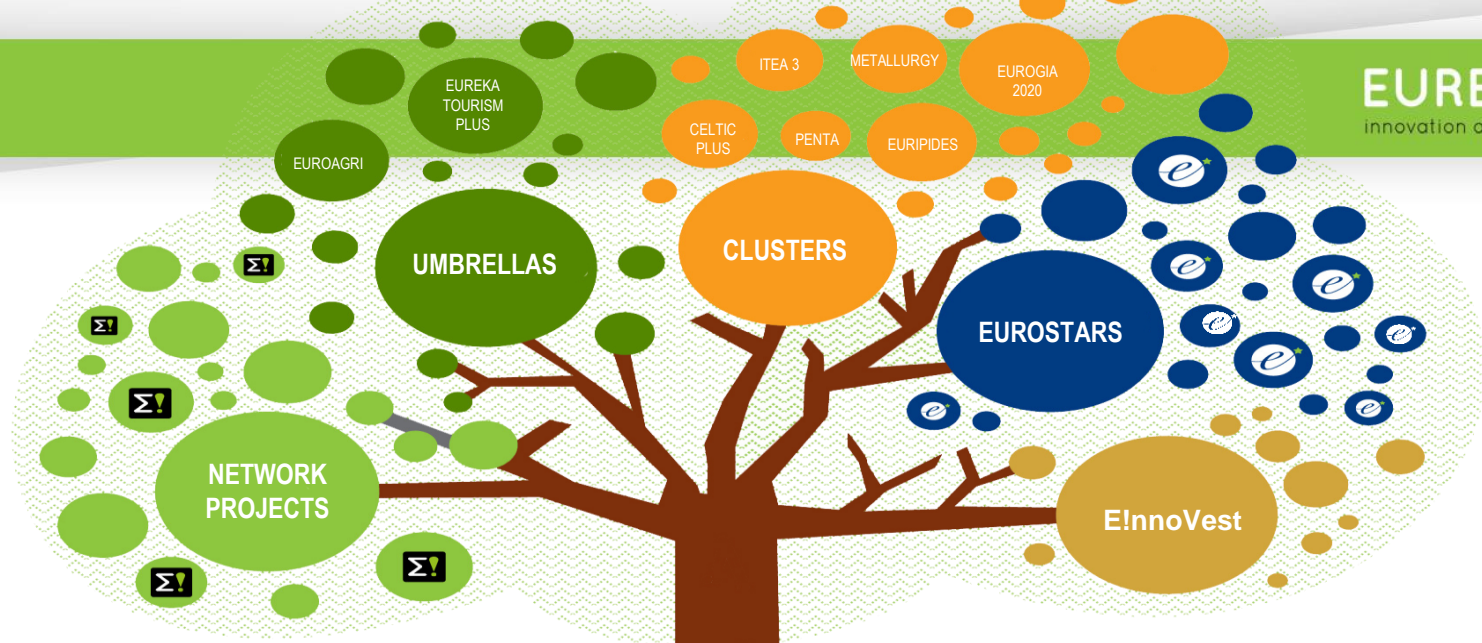 ITEA 3
METALLURGY
EUROGIA
2020
EUREKA
TOURISM
PLUS
CELTIC
PLUS
PENTA
EURIPIDES
EUROAGRI
UMBRELLAS
CLUSTERS
EUROSTARS
NETWORK
PROJECTS
E!nnoVest
Σ!
Σ!
Σ!
Σ!
Σ!
e
e
e
e
e
e
e
e
innovation